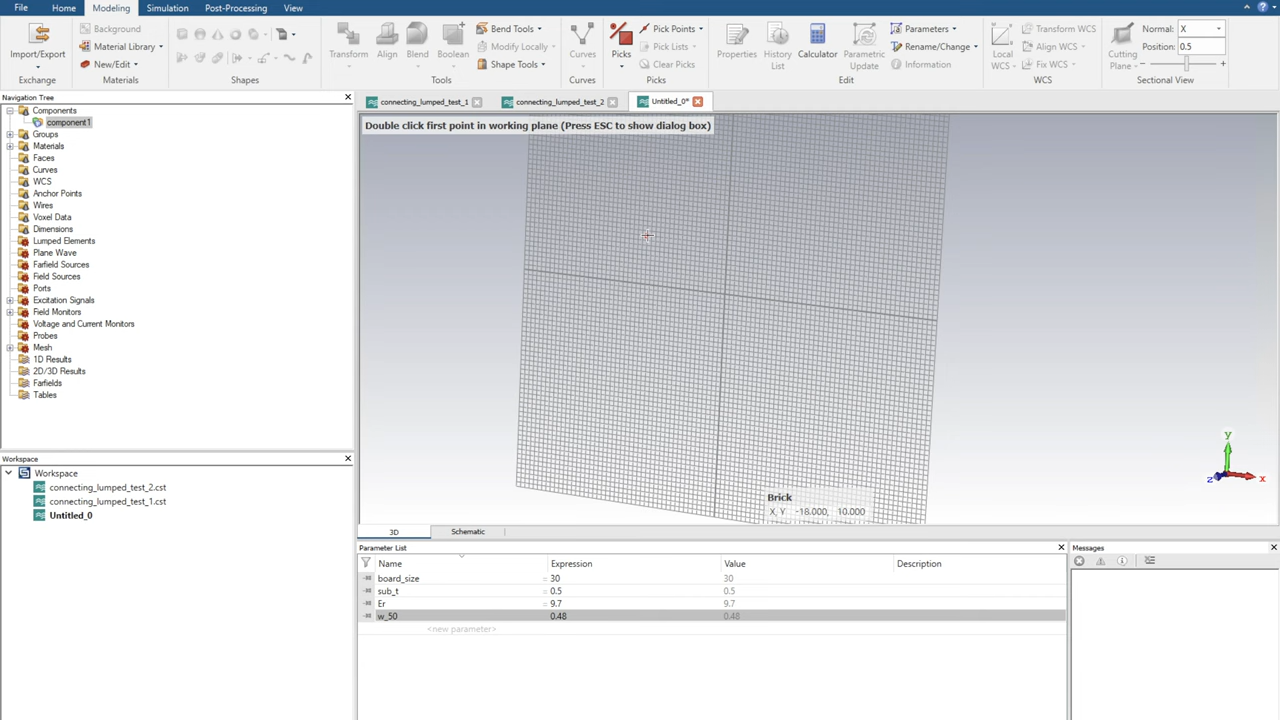 File Home Modeling Simulation Post-Processing View
Import/Export
Exchange
Background
Material Library
New/Edit
Materials
Shapes
Transform
Align
Blend
Boolean
Bend Tools
Modify Locally
Shape Tools
Tools
Curves
Curves
Picks
Pick Points
Pick Lists
Clear Picks
Picks
Properties
History List
Calculator
Parametric Update
Parameters
Rename/Change
Information
Edit
Local WCS
Transform WCS
Align WCS
Fix WCS
WCS
Cutting Plane
Normal: X
Position: 0.5
Sectional View
Navigation Tree
Components
component1
Groups
Materials
Faces
Curves
WCS
Anchor Points
Wires
Voxel Data
Dimensions
Lumped Elements
Plane Wave
Farfield Sources
Field Sources
Ports
Excitation Signals
Field Monitors
Voltage and Current Monitors
Probes
Mesh
1D Results
2D/3D Results
Farfields
Tables
Workspace
Workspace
connecting_lumped_test_2.cst
connecting_lumped_test_1.cst
Untitled_0
connecting_lumped_test_1 connecting_lumped_test_2 Untitled_0*
Double click first point in working plane (Press ESC to show dialog box)
Brick
X, Y -18.000, 10.000
y
z x
3D Schematic
Parameter List
Name Expression Value Description
board_size = 30 30
sub_t = 0.5 0.5
Er = 9.7 9.7
w_50 0.48 0.48
<new parameter>
Messages